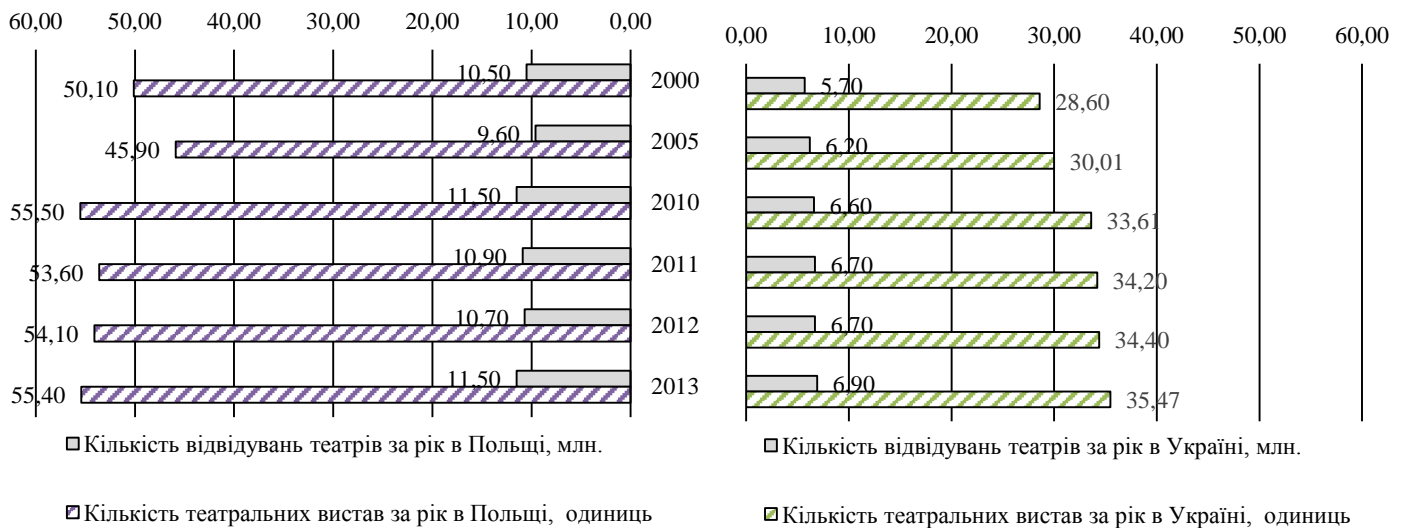 60,00 50,00 40,00 30,00 20,00 10,00 0,00
0,00 10,00 20,00 30,00 40,00 50,00 60,00
10,50 2000 5,70
50,10 28,60
9,60 2005 6,20
45,90 30,01
11,50 2010 6,60
55,50 33,61
10,90 2011 6,70
53,60 34,20
10,70 2012 6,70
54,10 34,40
11,50 2013 6,90
55,40 35,47
Кількість відвідувань театрів за рік в Польщі, млн.
Кількість театральних вистав за рік в Польщі, одиниць
Кількість відвідувань театрів за рік в Україні, млн.
Кількість театральних вистав за рік в Україні, одиниць